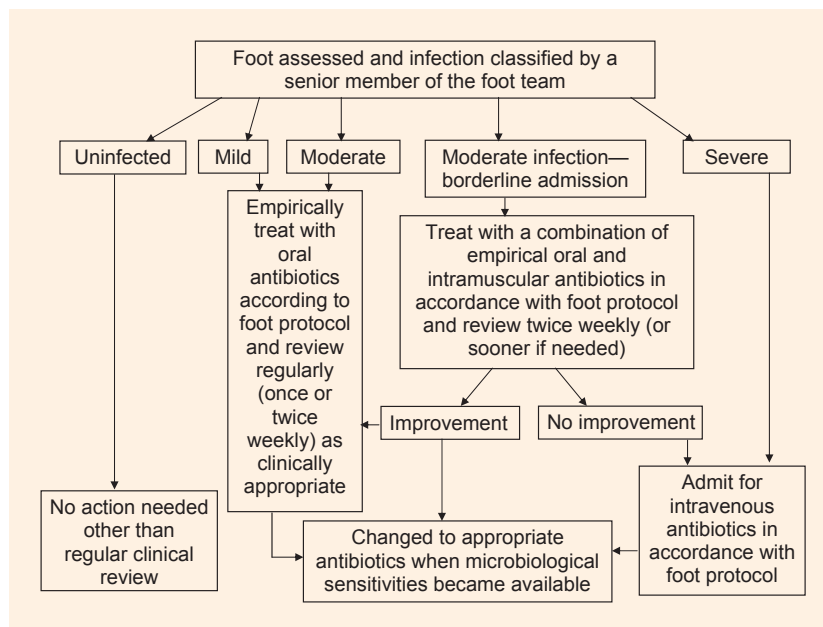 Foot assessed and infection classified by a
senior member of the foot team
Uninfected
Mild
Moderate
Moderate infection—
borderline admission
Severe
Empirically
treat with
oral
antibiotics
according to
foot protocol
and review
regularly
(once or
twice
weekly) as
clinically
appropriate
Treat with a combination of
empirical oral and
intramuscular antibiotics in
accordance with foot protocol
and review twice weekly (or
sooner if needed)
Improvement
No improvement
No action needed
other than
regular clinical
review
Changed to appropriate
antibiotics when microbiological
sensitivities became available
Admit for
intravenous
antibiotics in
accordance with
foot protocol